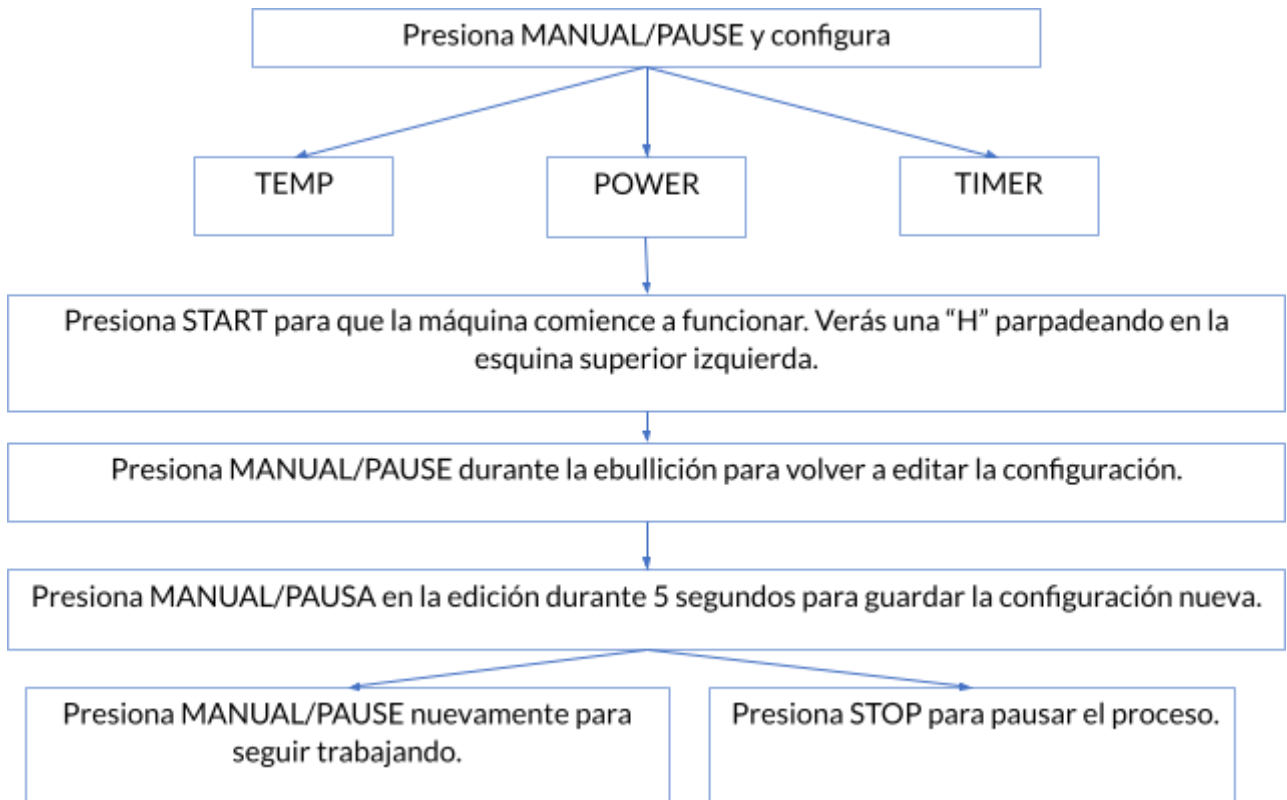 Presiona MANUAL/PAUSE y configura
TEMP
POWER
TIMER
Presiona START para que la máquina comience a funcionar. Verás una “H” parpadeando en la
esquina superior izquierda.
Presiona MANUAL/PAUSE durante la ebullición para volver a editar la configuración.
Presiona MANUAL/PAUSA en la edición durante 5 segundos para guardar la configuración nueva.
Presiona MANUAL/PAUSE nuevamente para
seguir trabajando.
Presiona STOP para pausar el proceso.